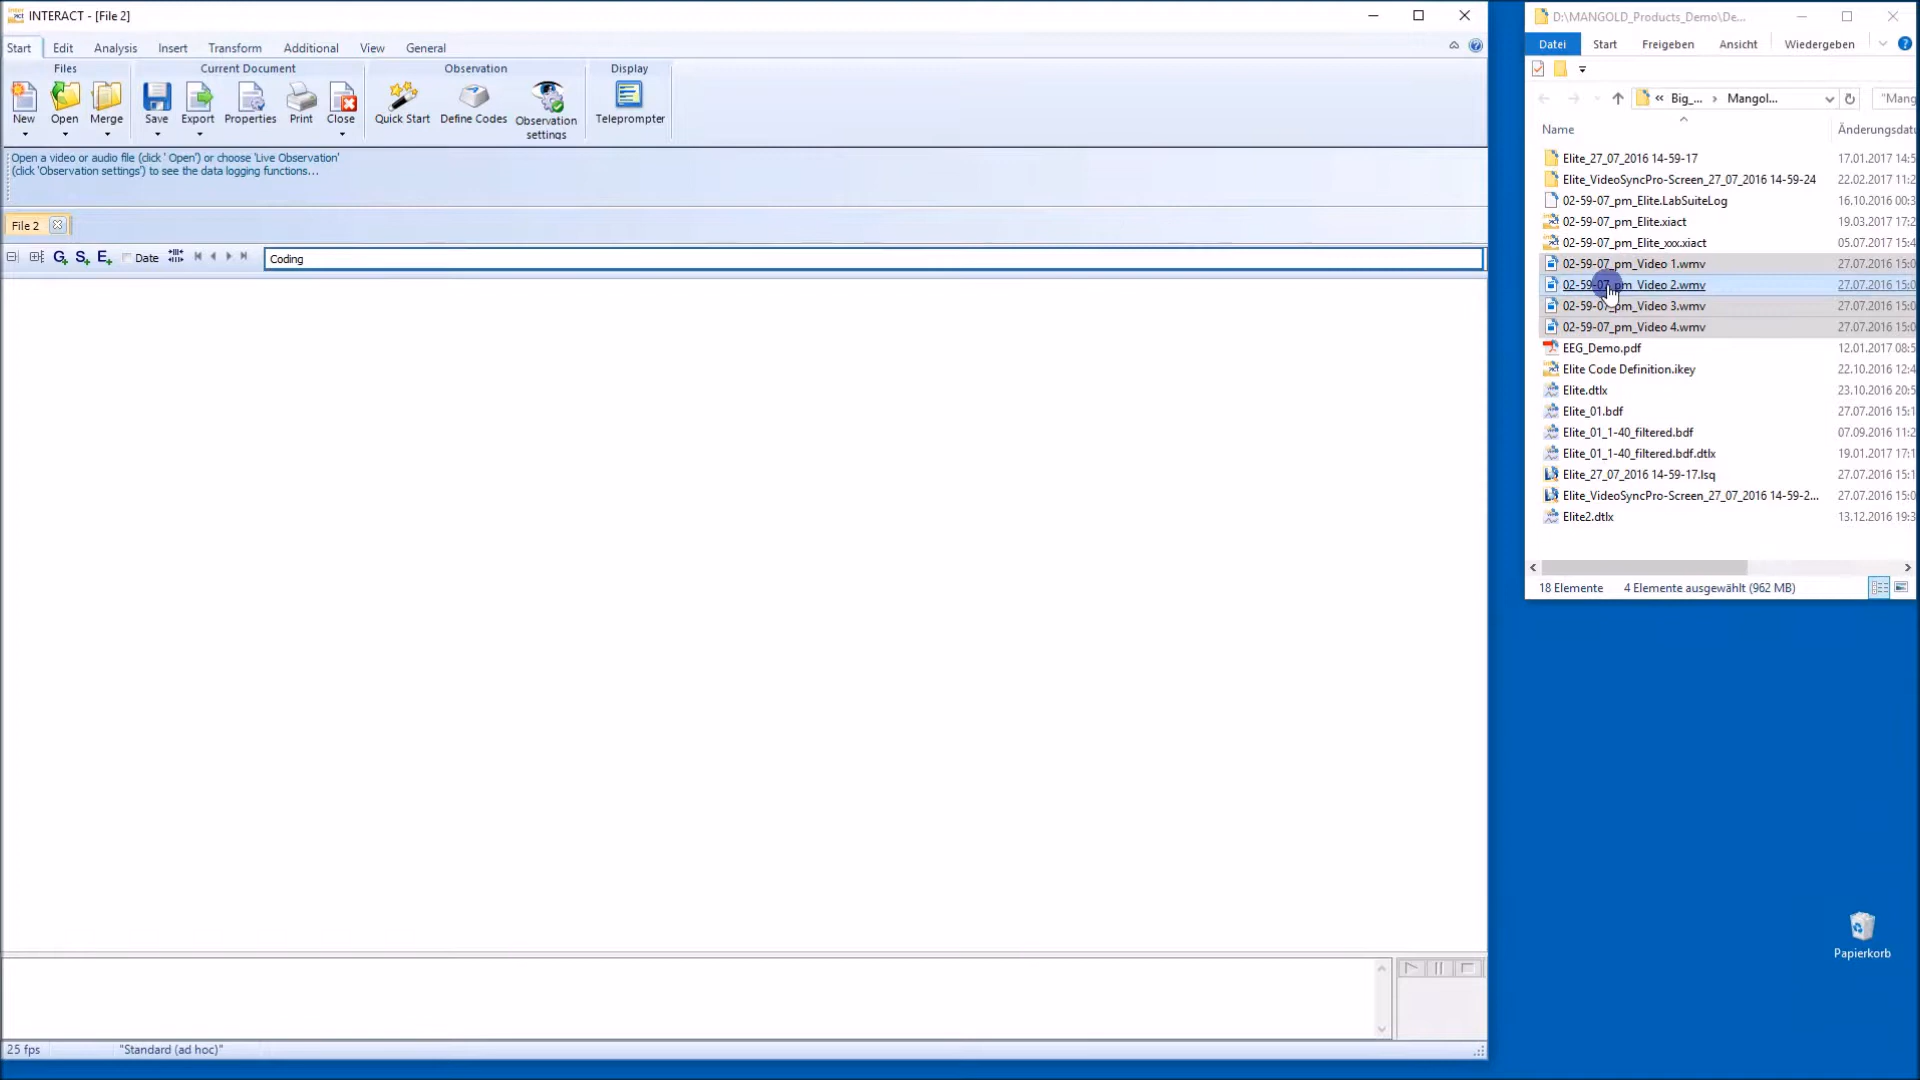 INTERACT - [File 2]
Start Edit Analysis Insert Transform Additional View General
Files Current Document Observation Display
New Open Merge Save Export Properties Print Close Quick Start Define Codes Observation settings Teleprompter
Open a video or audio file (click ' Open') or choose 'Live Observation'
(click 'Observation settings') to see the data logging functions...
File 2
G+ S+ E+ Date Coding
25 fps "Standard (ad hoc)"
D:\MANGOLD_Products_Demo\De...
Datei Start Freigeben Ansicht Wiedergeben
« Big_... › Mangol... "Mang
Name Änderungsdatu
Elite_27_07_2016 14-59-17 17.01.2017 14:5
Elite_VideoSyncPro-Screen_27_07_2016 14-59-24 22.02.2017 11:2
02-59-07_pm_Elite.LabSuiteLog 16.10.2016 00:3
02-59-07_pm_Elite.xiact 19.03.2017 17:2
02-59-07_pm_Elite_xxx.xiact 05.07.2017 15:4
02-59-07_pm_Video 1.wmv 27.07.2016 15:0
02-59-07_pm_Video 2.wmv 27.07.2016 15:0
02-59-07_pm_Video 3.wmv 27.07.2016 15:0
02-59-07_pm_Video 4.wmv 27.07.2016 15:0
EEG_Demo.pdf 12.01.2017 08:5
Elite Code Definition.ikey 22.10.2016 12:4
Elite.dtlx 23.10.2016 20:5
Elite_01.bdf 27.07.2016 15:1
Elite_01_1-40_filtered.bdf 07.09.2016 11:2
Elite_01_1-40_filtered.bdf.dtlx 19.01.2017 17:1
Elite_27_07_2016 14-59-17.lsq 27.07.2016 15:1
Elite_VideoSyncPro-Screen_27_07_2016 14-59-2... 27.07.2016 15:0
Elite2.dtlx 13.12.2016 19:3
18 Elemente 4 Elemente ausgewählt (962 MB)
Papierkorb